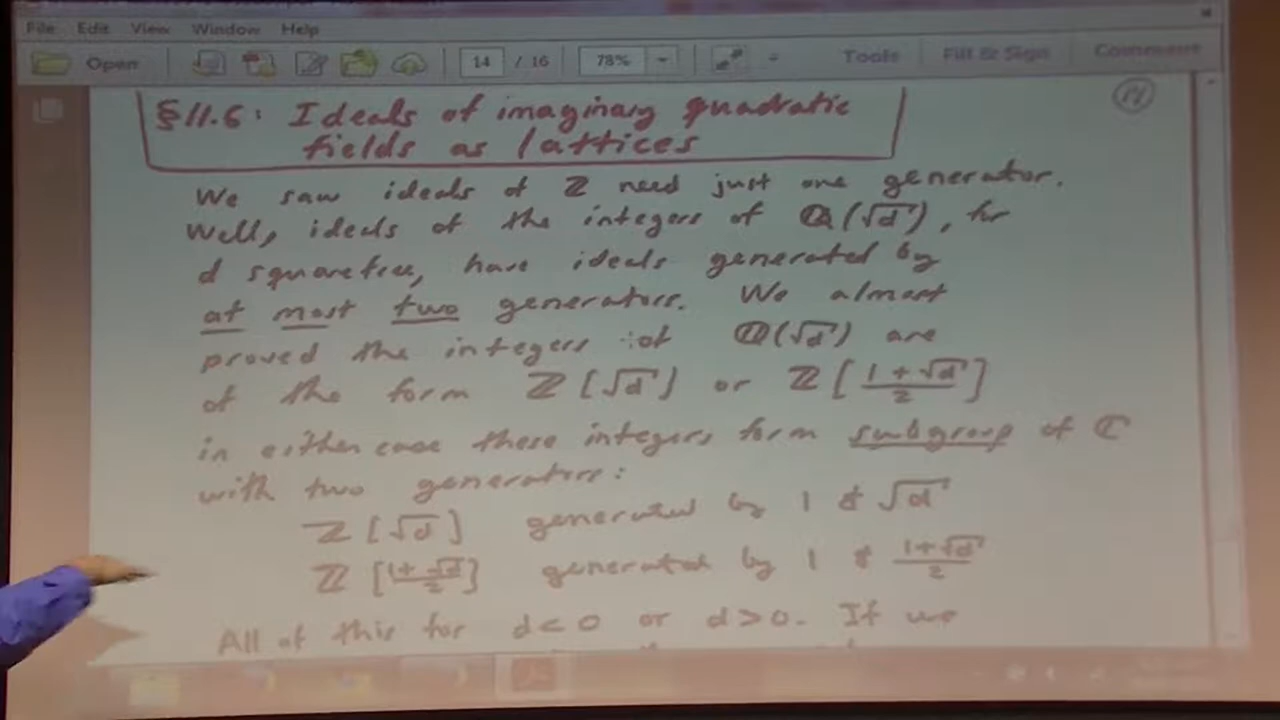 File Edit View Window Help
Open 14 / 16 78% Tools Fill & Sign Comment
§11.6: Ideals of imaginary quadratic
fields as lattices
14
We saw ideals of ℤ need just one generator.
Well, ideals of the integers of ℚ(√d), for
d squarefree, have ideals generated by
at most two generators. We almost
proved the integers of ℚ(√d) are
of the form ℤ[√d] or ℤ[(1+√d)/2]
in either case these integers form subgroup of ℂ
with two generators:
ℤ[√d] generated by 1 & √d
ℤ[(1+√d)/2] generated by 1 & (1+√d)/2
All of this for d<0 or d>0. If we